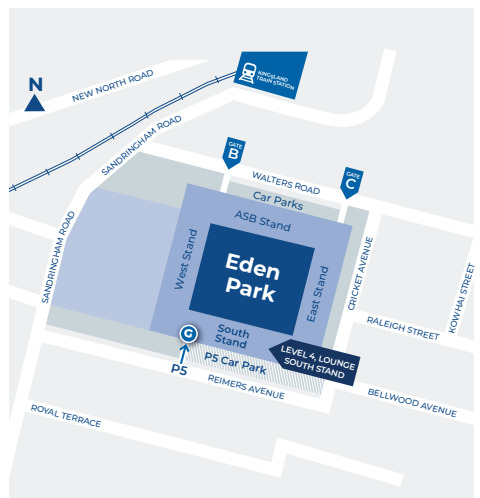 KINGSLAND
TRAIN STATION
N
NEW NORTH ROAD
SANDRINGHAM ROAD
GATE
B
GATE
C
WALTERS ROAD
Car Parks
ASB Stand
West Stand
Eden
Park
East Stand
CRICKET AVENUE
KOWHAI STREET
SANDRINGHAM ROAD
RALEIGH STREET
G
South
Stand
LEVEL 4, LOUNGE
SOUTH STAND
P5 Car Park
P5
REIMERS AVENUE
BELLWOOD AVENUE
ROYAL TERRACE